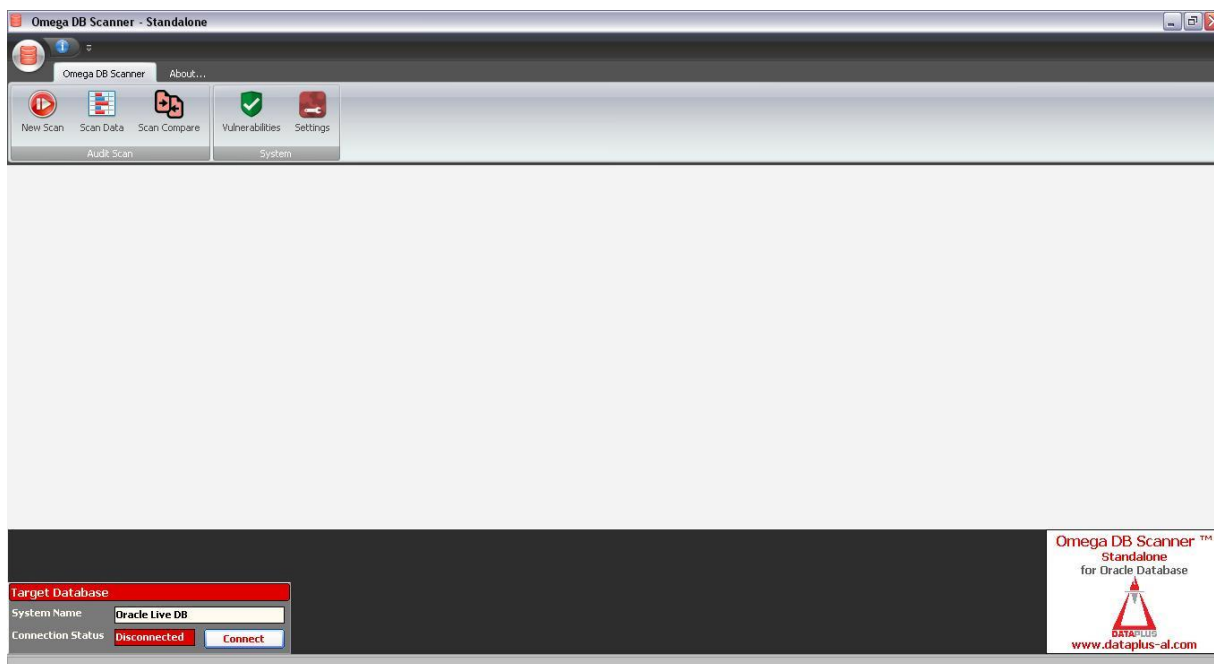 Omega DB Scanner - Standalone
Omega DB Scanner About...
New Scan Scan Data Scan Compare Vulnerabilities Settings
Audit Scan System
Omega DB Scanner ™
Standalone
for Oracle Database
DATAPLUS
www.dataplus-al.com
Target Database
System Name Oracle Live DB
Connection Status Disconnected Connect